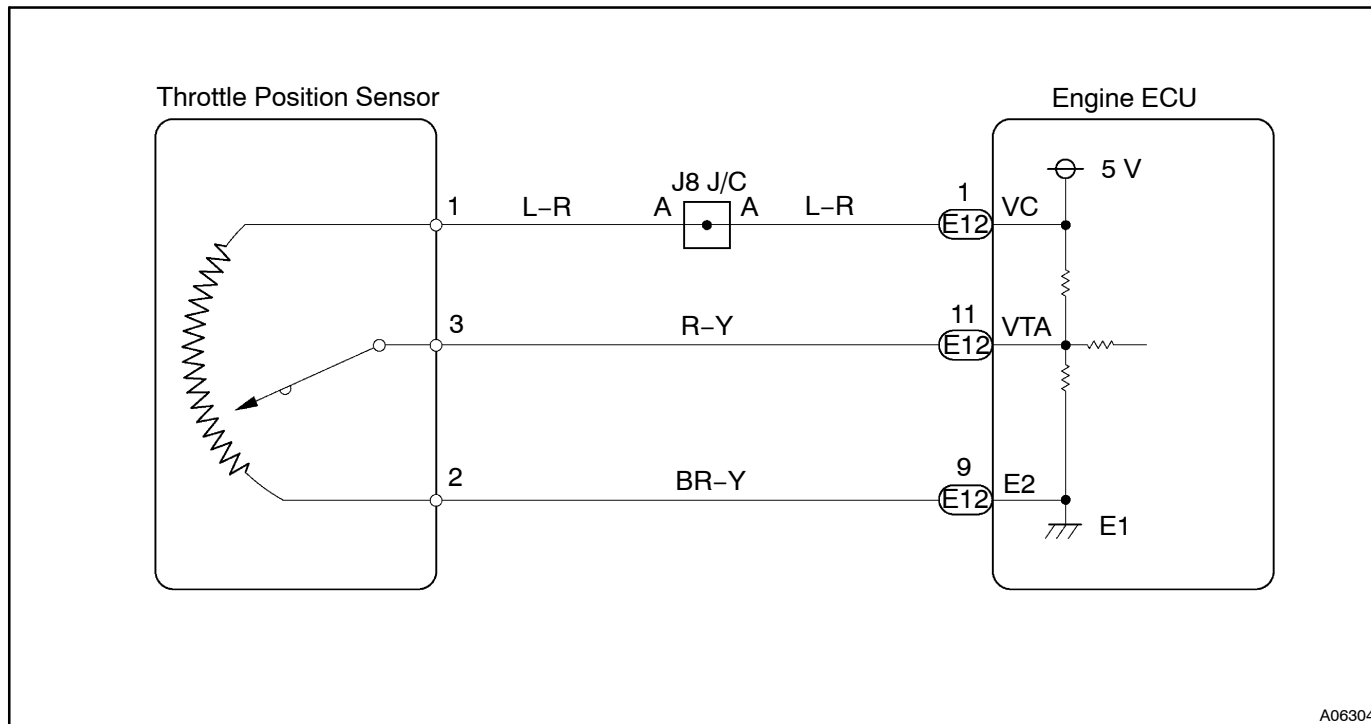 Throttle Position Sensor
Engine ECU
5 V
J8 J/C
1
L−R
A
A
L−R
1
E12
VC
3
R−Y
11
E12
VTA
2
BR−Y
9
E12
E2
E1
A06304